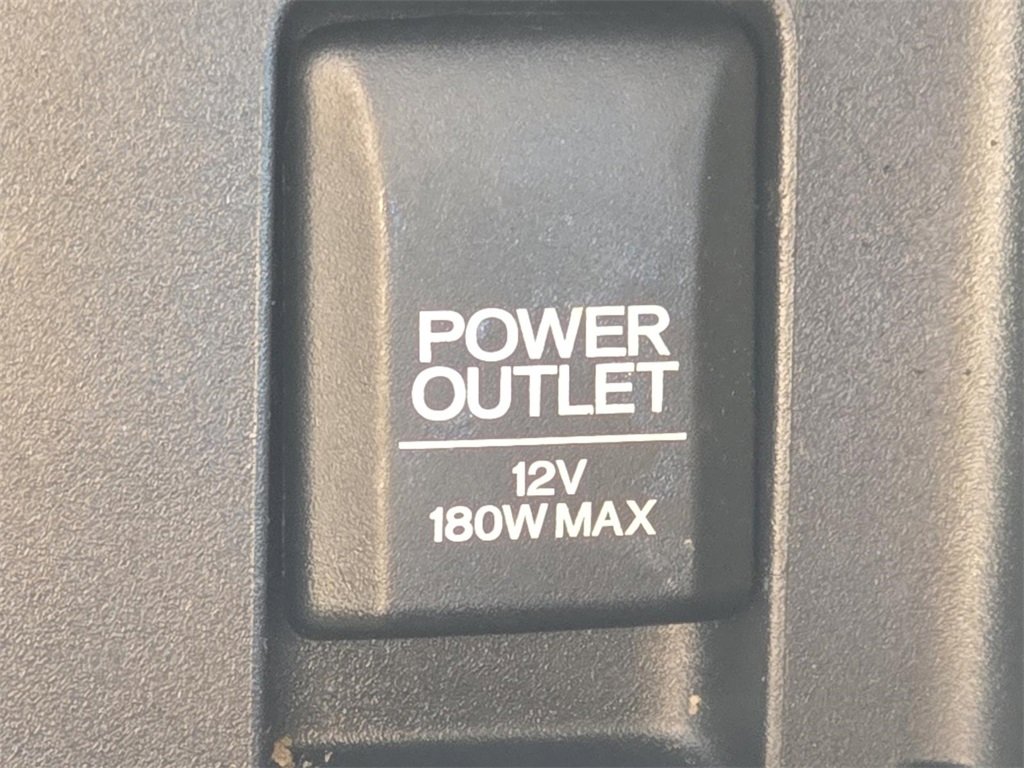 POWER
OUTLET
12V
180W MAX